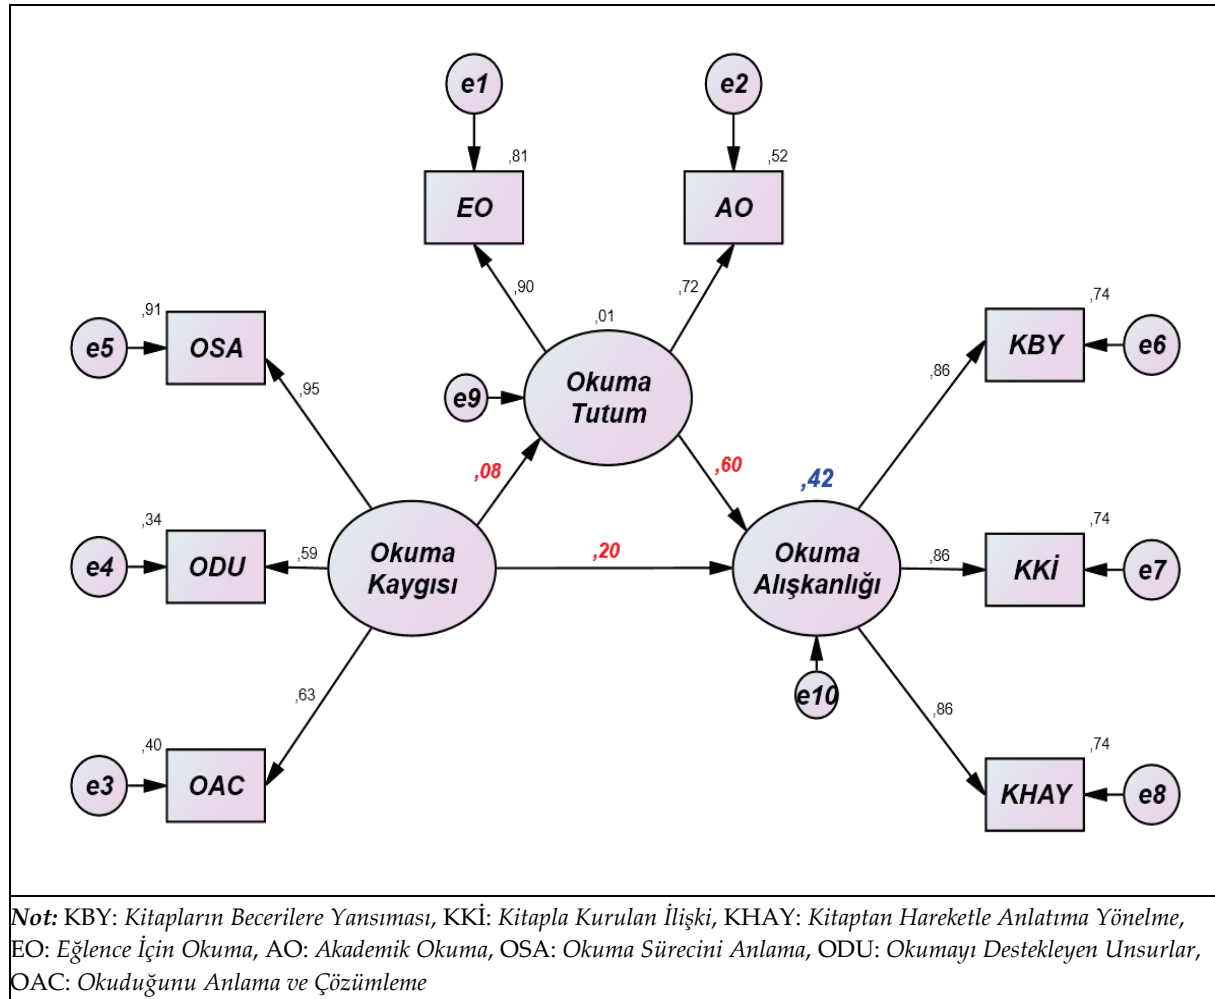 e1
e2
,81
,52
EO
AO
,90
,72
,91
,01
,74
e5
OSA
KBY
e6
,95
,86
e9
Okuma
Tutum
,08
,60
,42
,34
,74
e4
ODU
,59
Okuma
Kaygısı
,20
Okuma
Alışkanlığı
,86
KKİ
e7
,63
e10
,86
,40
,74
e3
OAC
KHAY
e8
Not: KBY: Kitapların Becerilere Yansıması, KKİ: Kitapla Kurulan İlişki, KHAY: Kitaptan Hareketle Anlatıma Yönelme,
EO: Eğlence İçin Okuma, AO: Akademik Okuma, OSA: Okuma Sürecini Anlama, ODU: Okumayı Destekleyen Unsurlar,
OAC: Okuduğunu Anlama ve Çözümleme